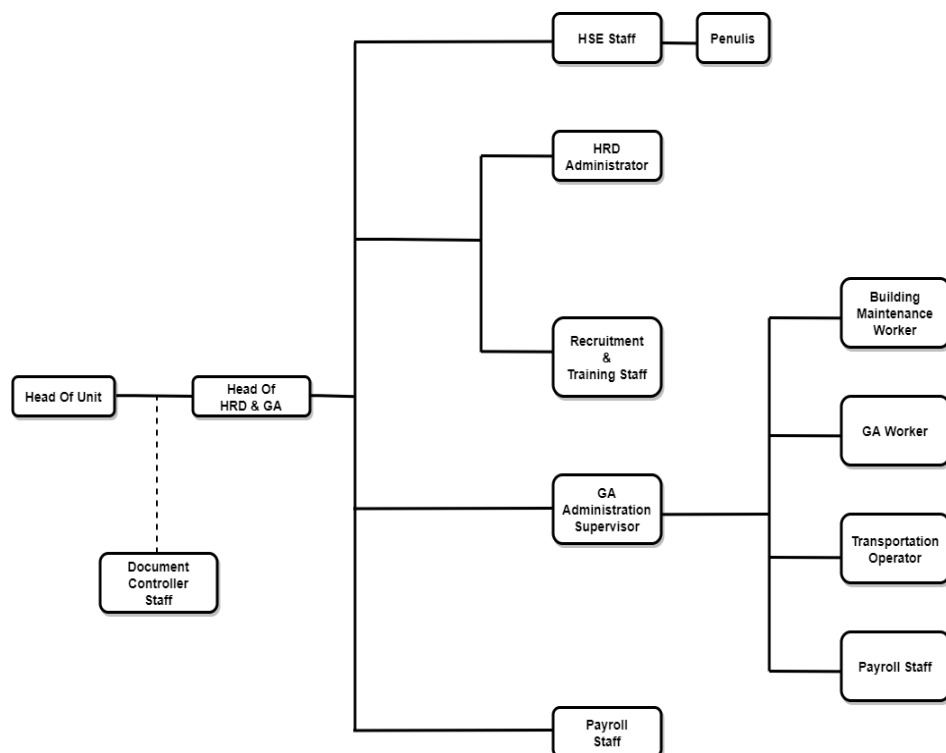 HSE Staff
Penulis
HRD
Administrator
Building
Maintenance
Worker
Recruitment
&
Training Staff
Head Of Unit
Head Of
HRD & GA
GA Worker
GA
Administration
Supervisor
Transportation
Operator
Document
Controller
Staff
Payroll Staff
Payroll
Staff